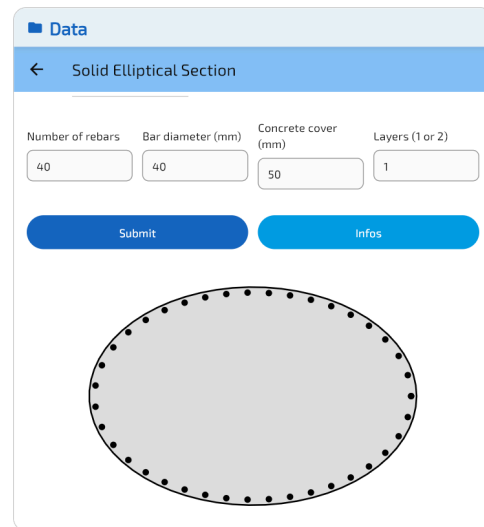 Data
Solid Elliptical Section
Number of rebars
Bar diameter (mm)
Concrete cover
(mm)
Layers (1 or 2)
40
40
50
1
Submit
Infos